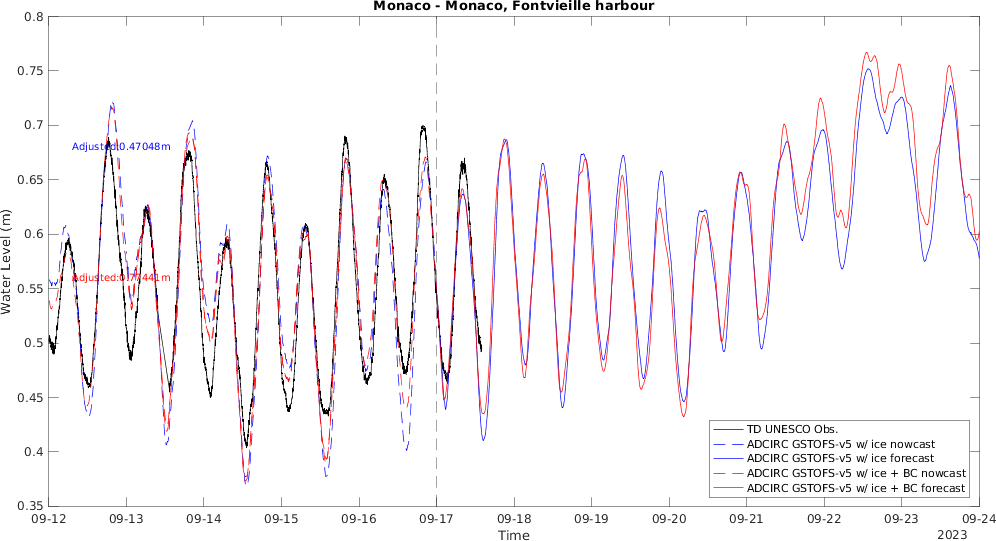 Monaco - Monaco, Fontvieille harbour
0.8
0.75
0.7
0.65
0.6
0.55
0.5
0.45
0.4
0.35
Water Level (m)
Adjusted:0.47048m
TD UNESCO Obs.
ADCIRC GSTOFS-v5 w/ ice nowcast
ADCIRC GSTOFS-v5 w/ ice forecast
ADCIRC GSTOFS-v5 w/ ice + BC nowcast
ADCIRC GSTOFS-v5 w/ ice + BC forecast
09-12 09-13 09-14 09-15 09-16 09-17 09-18 09-19 09-20 09-21 09-22 09-23 09-24
Time
2023